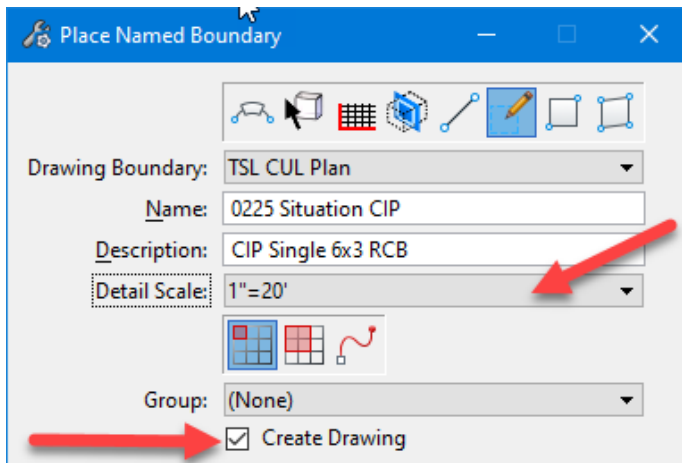 Place Named Boundary
Drawing Boundary: TSL CUL Plan
Name: 0225 Situation CIP
Description: CIP Single 6x3 RCB
Detail Scale: 1"=20'
Group: (None)
Create Drawing